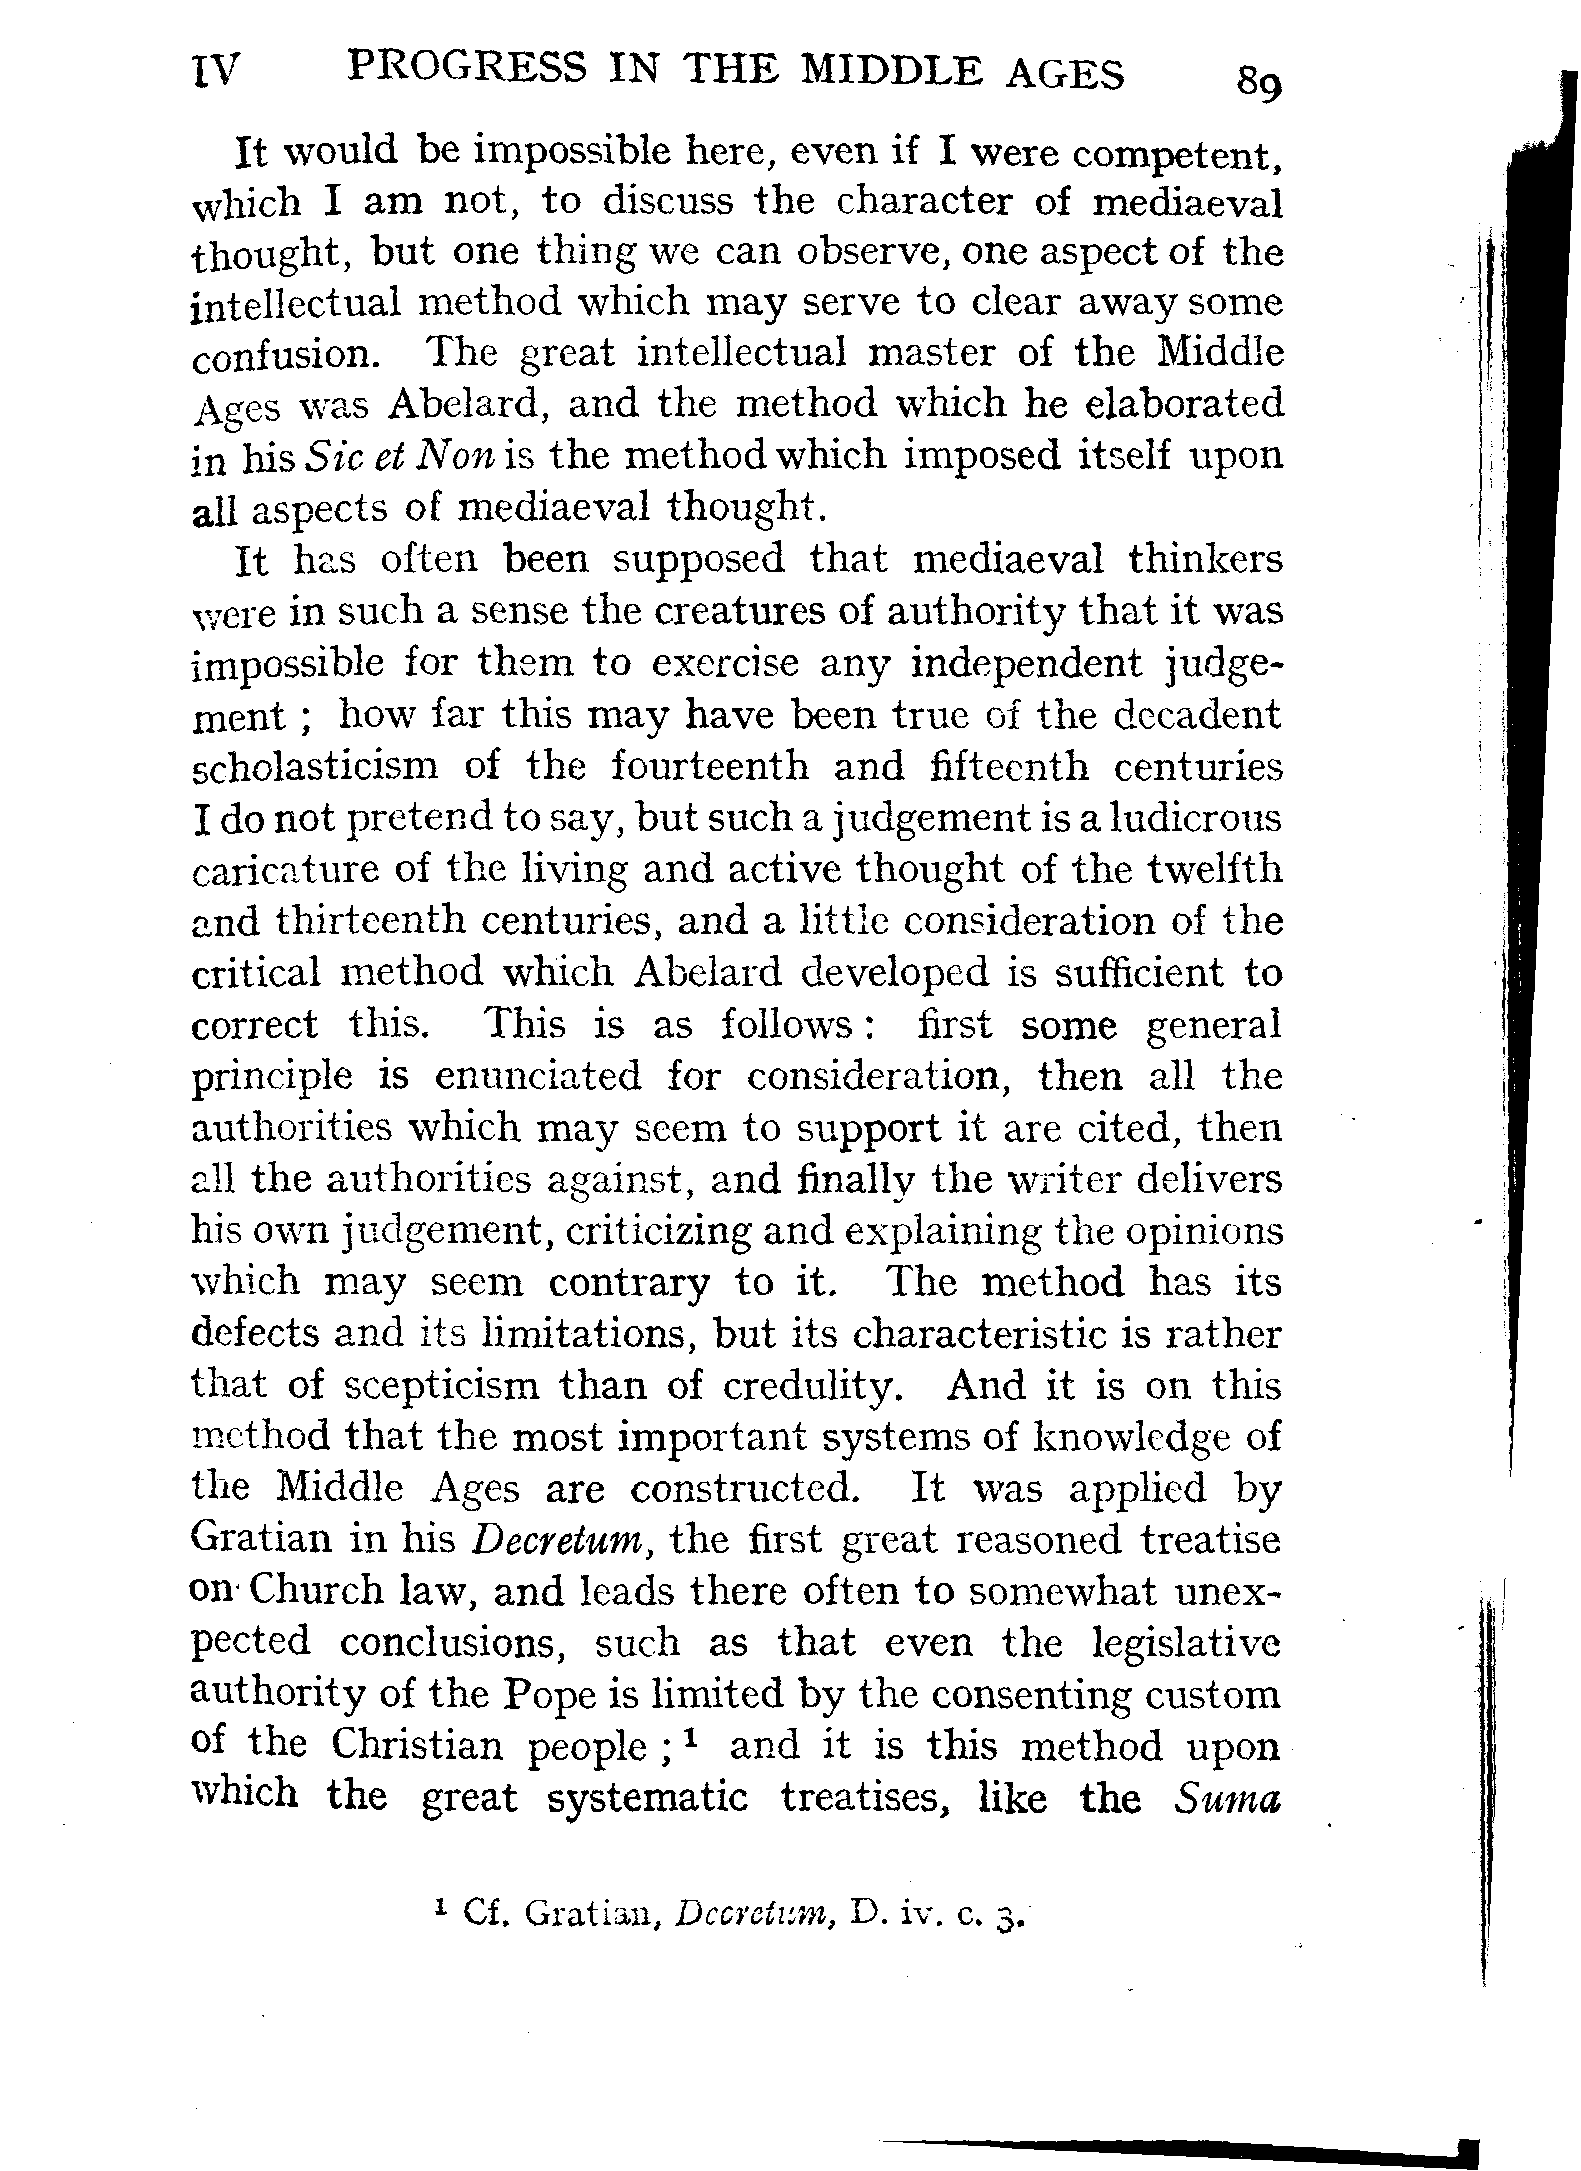 IV PROGRESS IN THE MIDDLE AGES 89
It would be impossible here, even if I were competent,
which I am not, to discuss the character of mediaeval
thought, but one thing we can observe, one aspect of the
intellectual method which may serve to clear away some
confusion. The great intellectual master of the Middle
Ages was Abelard, and the method which he elaborated
in his Sic et Non is the method which imposed itself upon
all aspects of mediaeval thought.
It has often been supposed that mediaeval thinkers
were in such a sense the creatures of authority that it was
impossible for them to exercise any independent judge-
ment ; how far this may have been true of the decadent
scholasticism of the fourteenth and fifteenth centuries
I do not pretend to say, but such a judgement is a ludicrous
caricature of the living and active thought of the twelfth
and thirteenth centuries, and a little consideration of the
critical method which Abelard developed is sufficient to
correct this. This is as follows : first some general
principle is enunciated for consideration, then all the
authorities which may seem to support it are cited, then
all the authorities against, and finally the writer delivers
his own judgement, criticizing and explaining the opinions
which may seem contrary to it. The method has its
defects and its limitations, but its characteristic is rather
that of scepticism than of credulity. And it is on this
method that the most important systems of knowledge of
the Middle Ages are constructed. It was applied by
Gratian in his Decretum, the first great reasoned treatise
on Church law, and leads there often to somewhat unex-
pected conclusions, such as that even the legislative
authority of the Pope is limited by the consenting custom
of the Christian people ; ¹ and it is this method upon
which the great systematic treatises, like the Suma
¹ Cf. Gratian, Decretum, D. iv. c. 3.